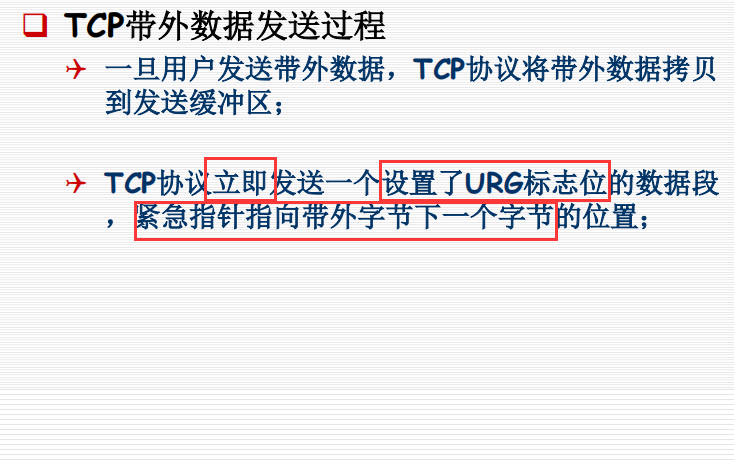 TCP带外数据发送过程
一旦用户发送带外数据，TCP协议将带外数据拷贝
到发送缓冲区；
TCP协议立即发送一个设置了URG标志位的数据段
，紧急指针指向带外字节下一个字节的位置；